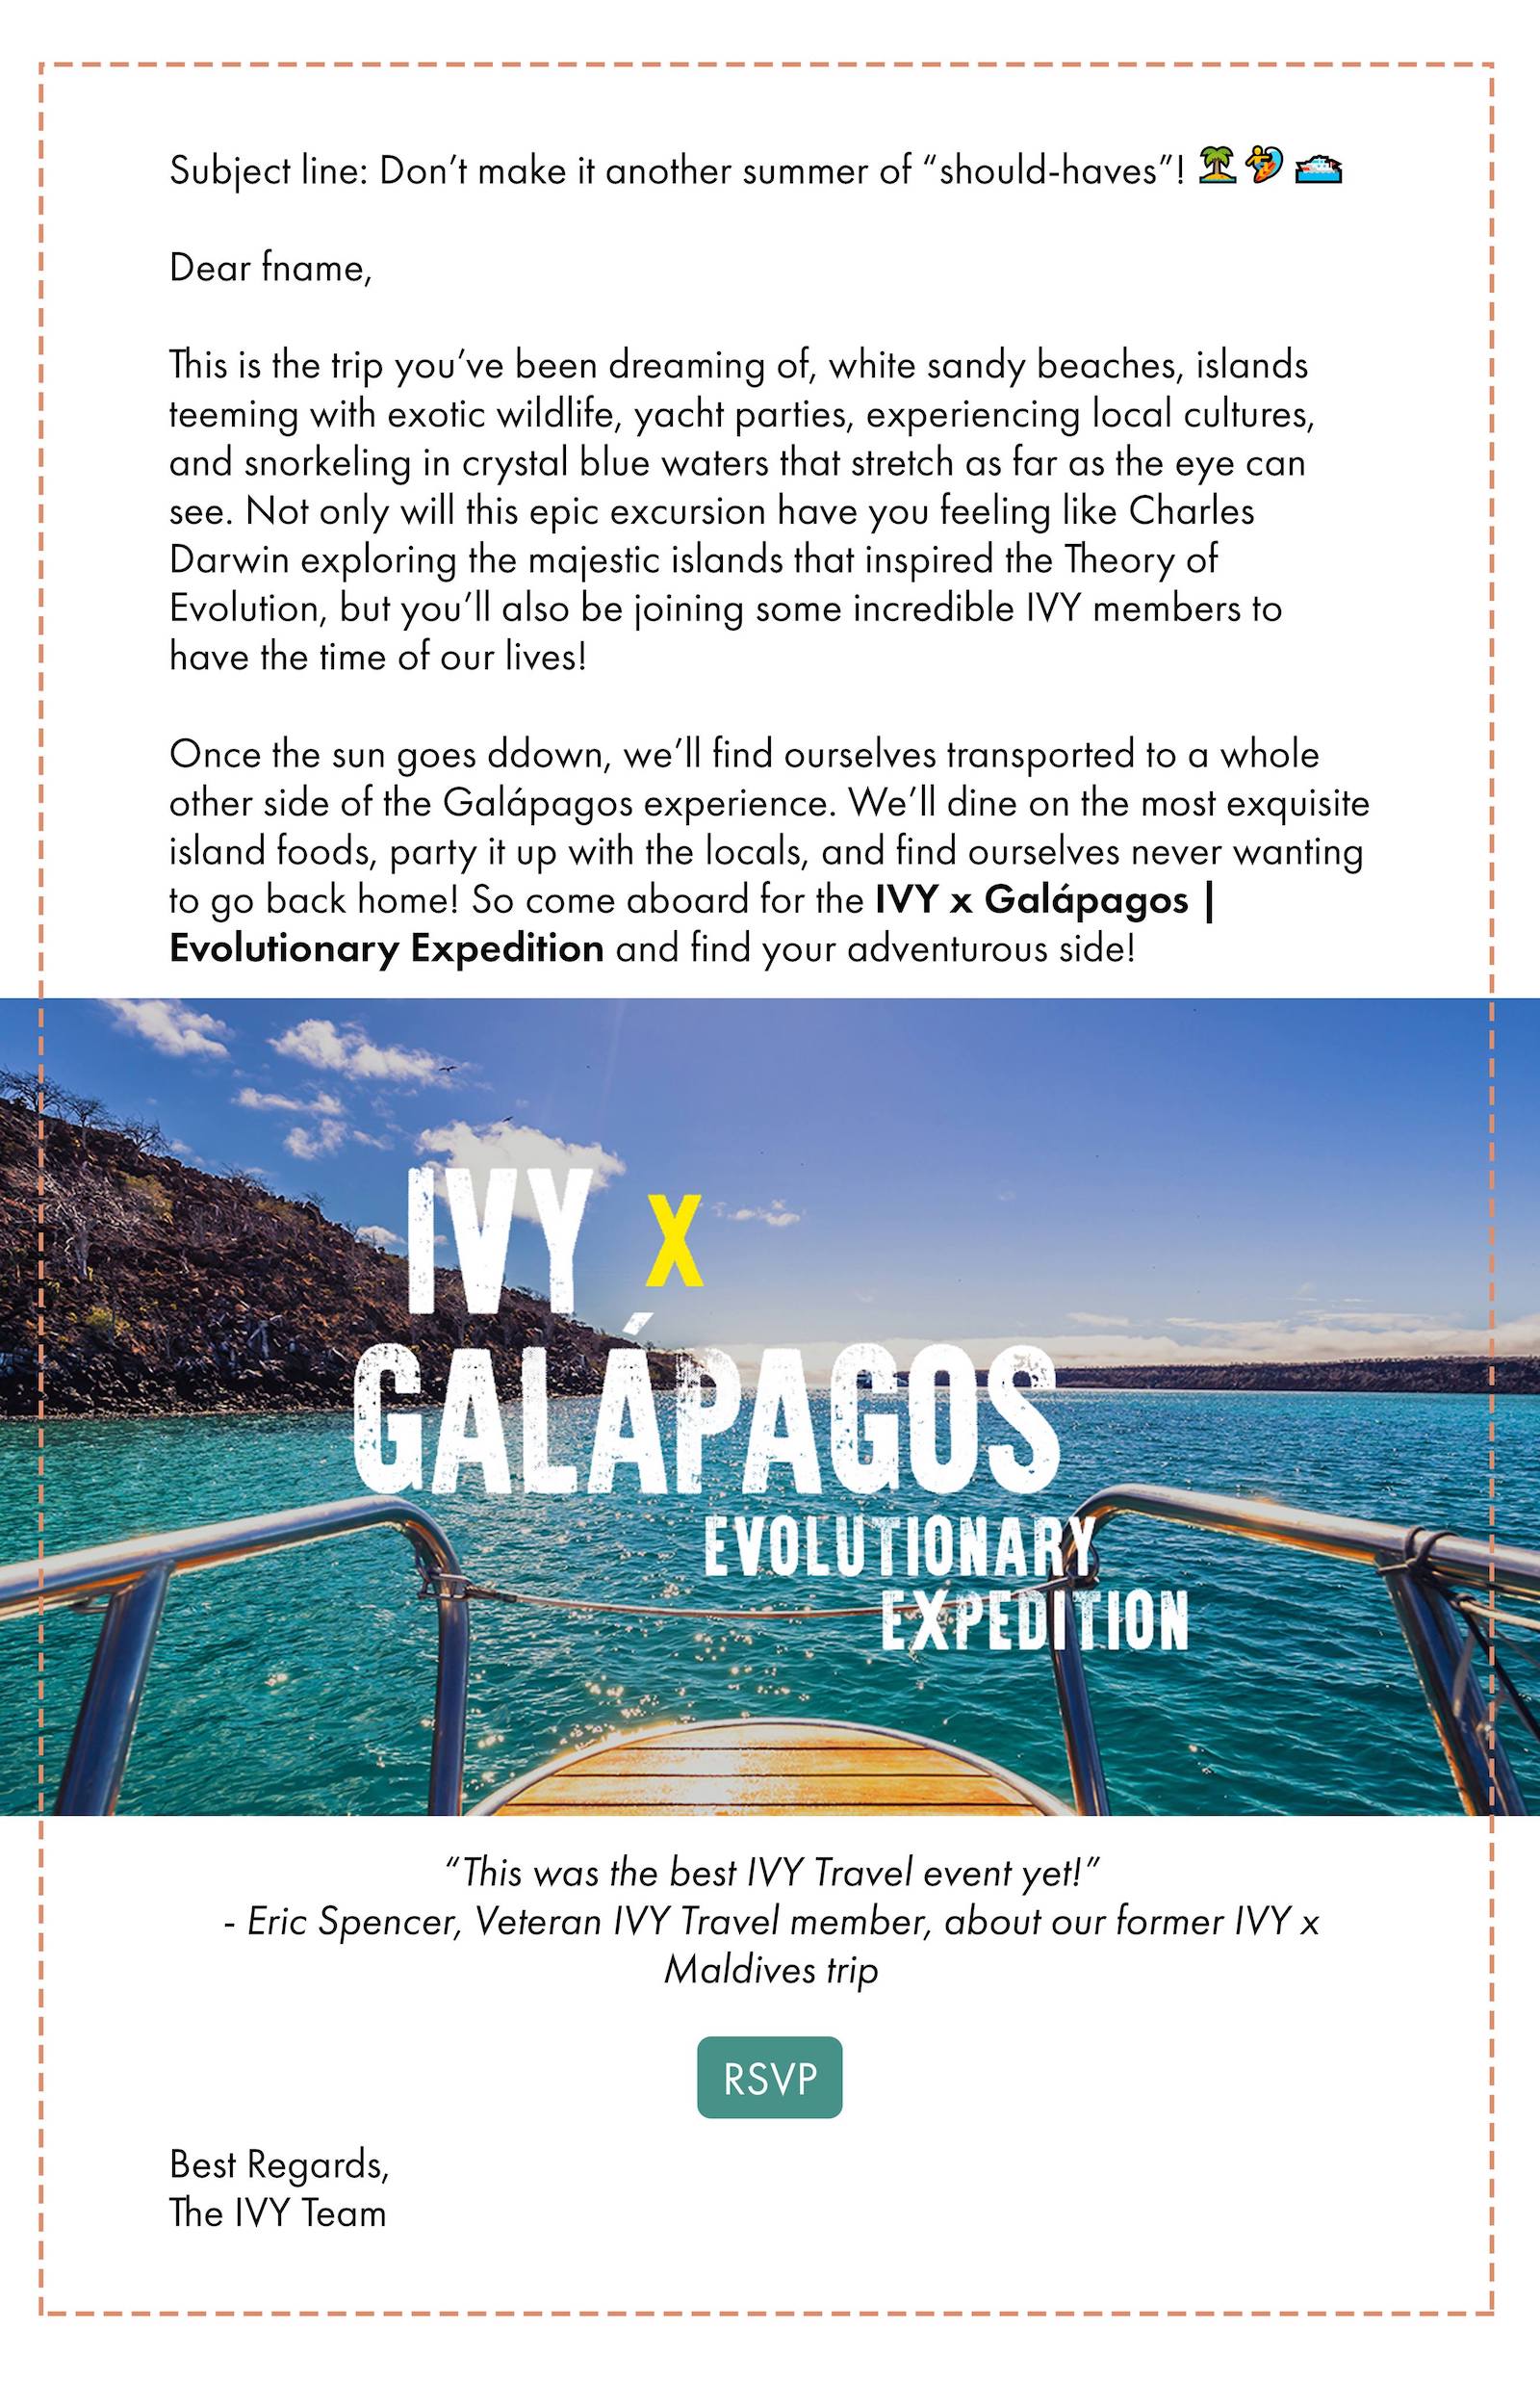 Subject line: Don’t make it another summer of “should-haves”! 🏝🏄🛥
Dear fname,
This is the trip you’ve been dreaming of, white sandy beaches, islands
teeming with exotic wildlife, yacht parties, experiencing local cultures,
and snorkeling in crystal blue waters that stretch as far as the eye can
see. Not only will this epic excursion have you feeling like Charles
Darwin exploring the majestic islands that inspired the Theory of
Evolution, but you’ll also be joining some incredible IVY members to
have the time of our lives!
Once the sun goes ddown, we’ll find ourselves transported to a whole
other side of the Galápagos experience. We’ll dine on the most exquisite
island foods, party it up with the locals, and find ourselves never wanting
to go back home! So come aboard for the IVY x Galápagos |
Evolutionary Expedition and find your adventurous side!
IVY X
GALÁPAGOS
EVOLUTIONARY
EXPEDITION
“This was the best IVY Travel event yet!”
- Eric Spencer, Veteran IVY Travel member, about our former IVY x
Maldives trip
RSVP
Best Regards,
The IVY Team